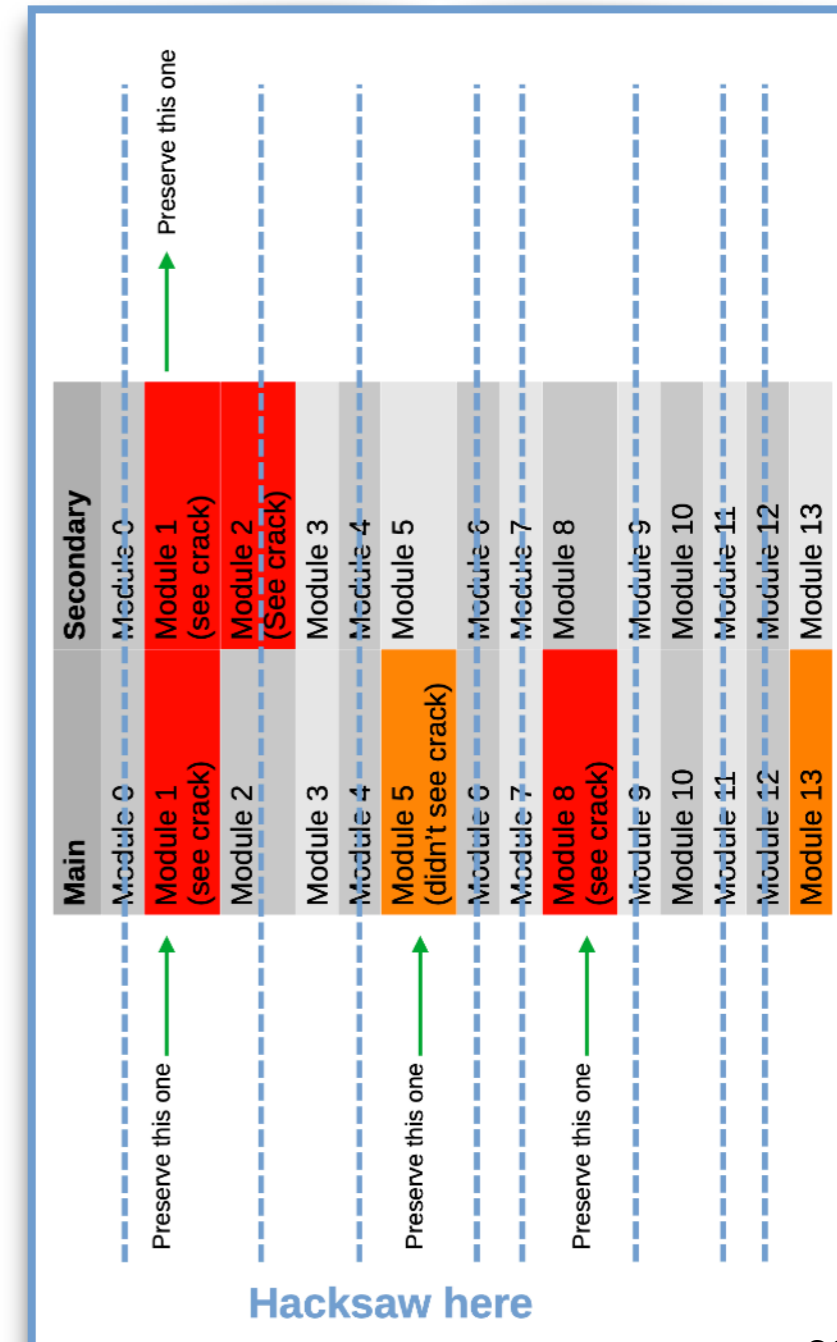 Hacksaw here
Preserve this one
Preserve this one
Preserve this one
Preserve this one
Main
Secondary
Module 0
Module 0
Module 1
(see crack)
Module 1
(see crack)
Module 2
Module 2
(See crack)
Module 3
Module 3
Module 4
Module 4
Module 5
(didn't see crack)
Module 5
Module 6
Module 6
Module 7
Module 7
Module 8
(see crack)
Module 8
Module 9
Module 9
Module 10
Module 10
Module 11
Module 11
Module 12
Module 12
Module 13
Module 13